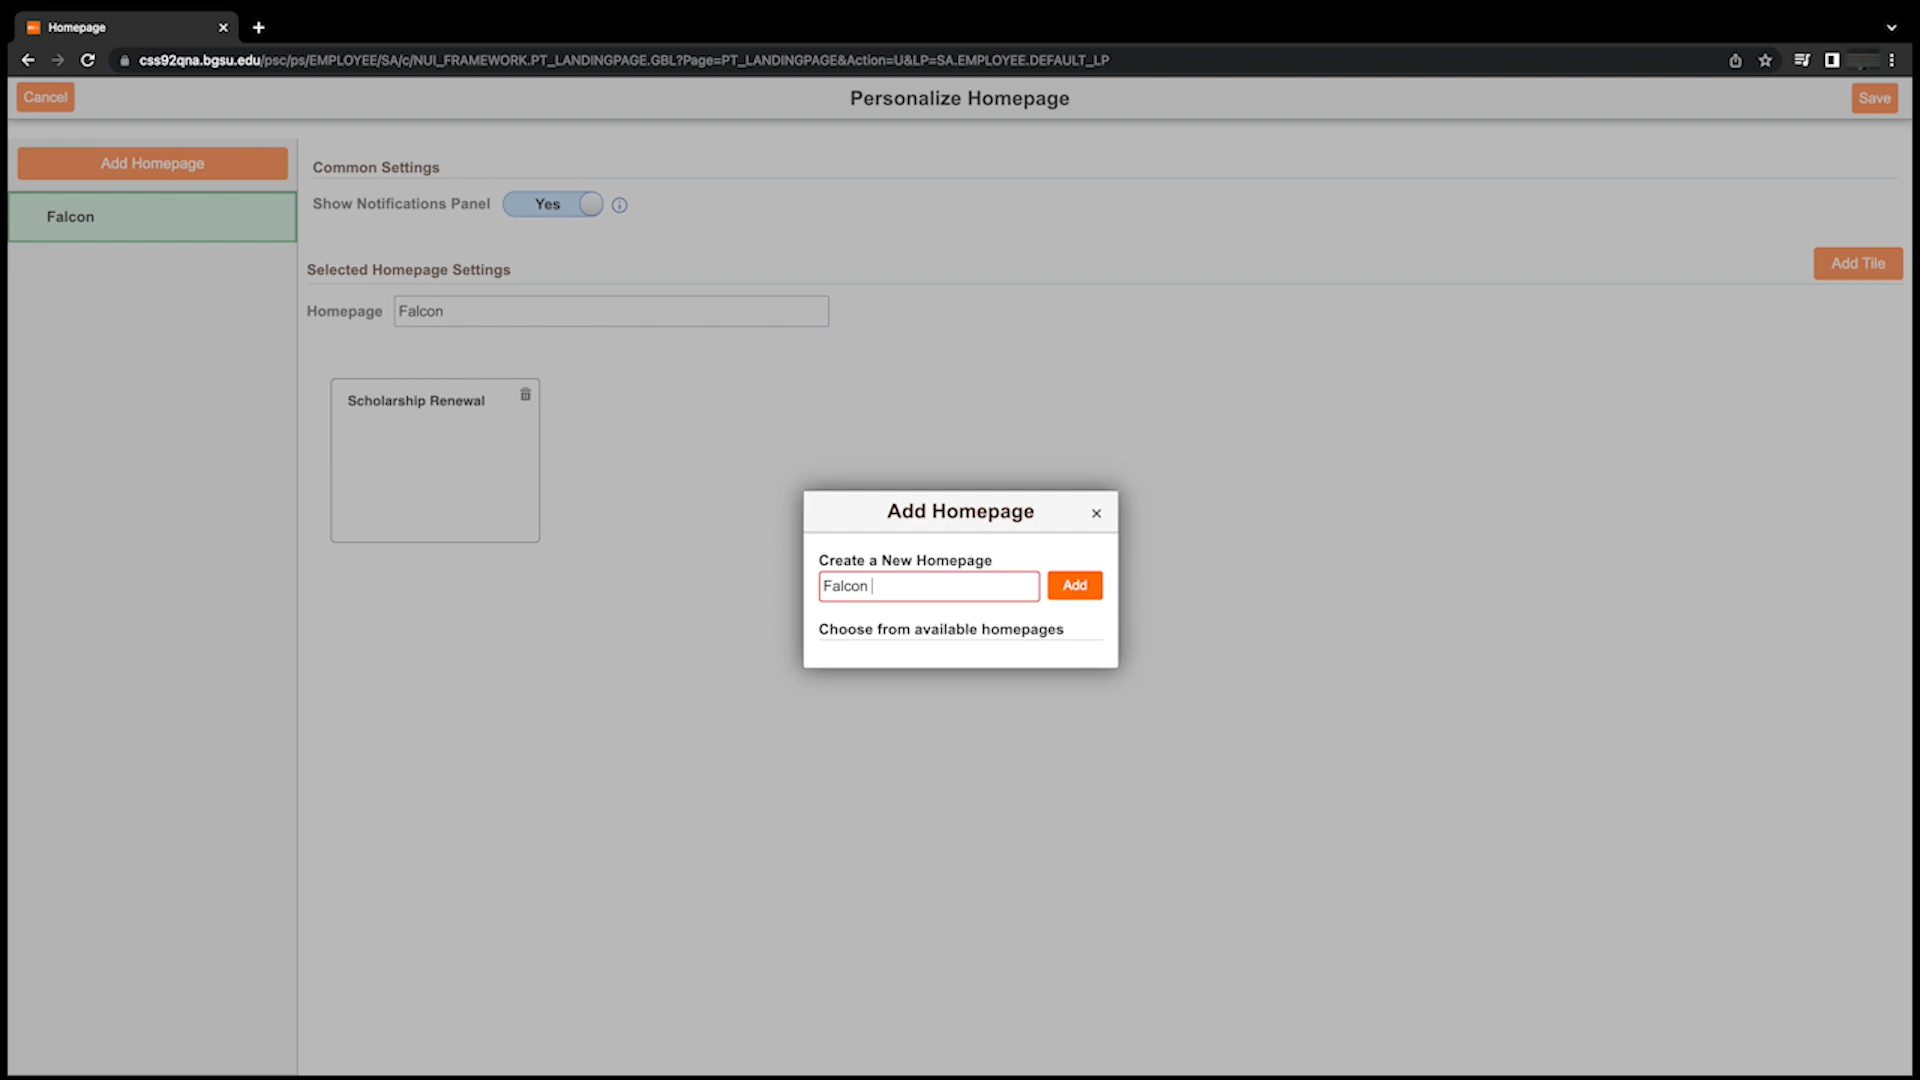 Homepage
css92qna.bgsu.edu/psc/ps/EMPLOYEE/SA/c/NUI_FRAMEWORK.PT_LANDINGPAGE.GBL?Page=PT_LANDINGPAGE&Action=U&LP=SA.EMPLOYEE.DEFAULT_LP
Cancel
Personalize Homepage
Save
Add Homepage
Falcon
Common Settings
Show Notifications Panel
Yes
Selected Homepage Settings
Add Tile
Homepage
Falcon
Scholarship Renewal
Add Homepage
Create a New Homepage
Falcon
Add
Choose from available homepages